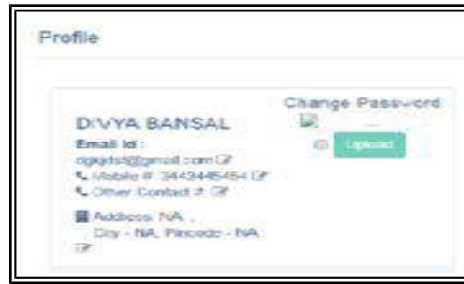 Profile
Change Password
DIVYA BANSAL
Email Id :
Upload
Mobile #: 3443445454
Other Contact #:
Address: NA ,
City - NA, Pincode - NA